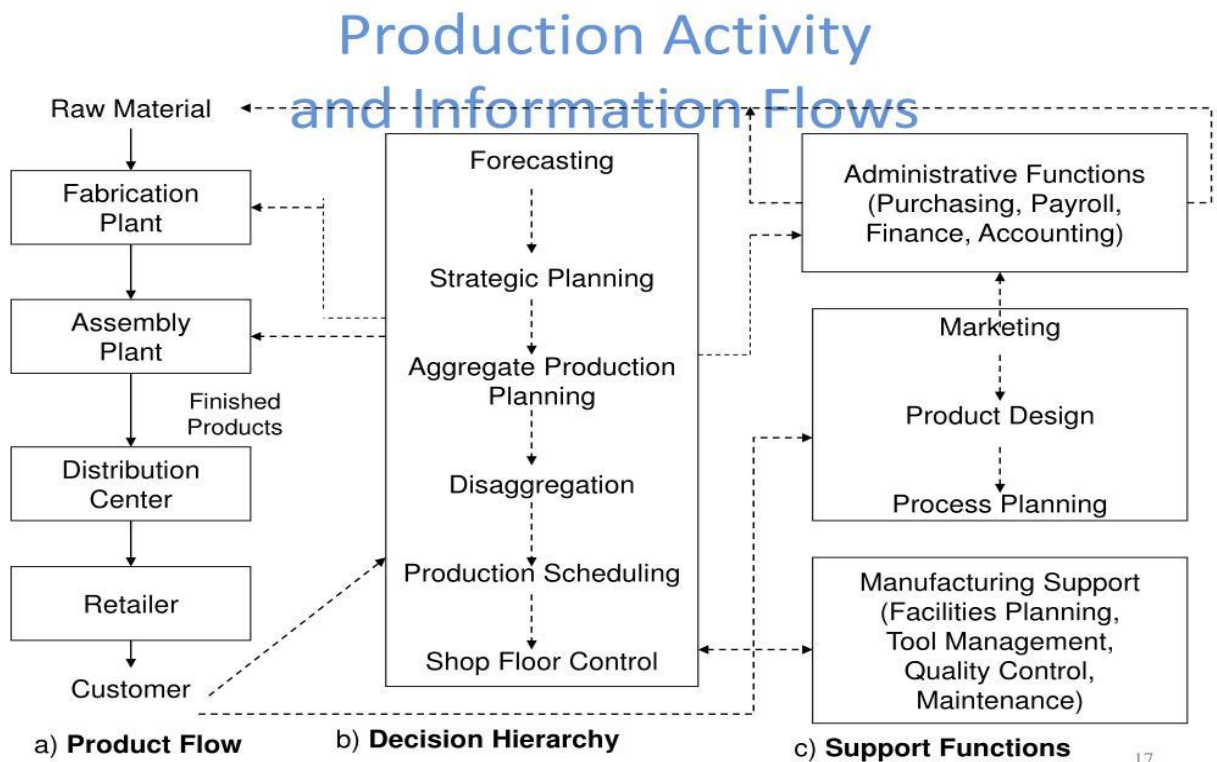 Production Activity
and Information Flows
Raw Material
Fabrication
Plant
Assembly
Plant
Finished
Products
Distribution
Center
Retailer
Customer
a) Product Flow
Forecasting
Strategic Planning
Aggregate Production
Planning
Disaggregation
Production Scheduling
Shop Floor Control
b) Decision Hierarchy
Administrative Functions
(Purchasing, Payroll,
Finance, Accounting)
Marketing
Product Design
Process Planning
Manufacturing Support
(Facilities Planning,
Tool Management,
Quality Control,
Maintenance)
c) Support Functions
17